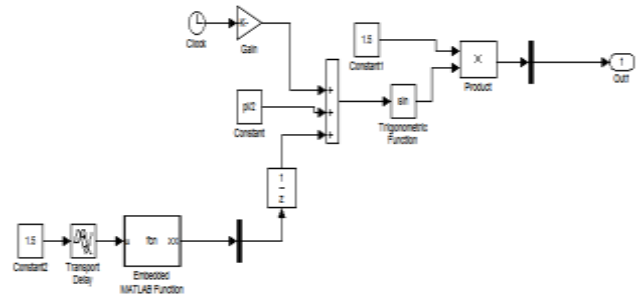 Clock
K-
Gain
1.5
Constant1
X
Product
1
Out1
pi/2
Constant
+
+
+
sin
Trigonometric
Function
1
z
1.5
Constant2
Transport
Delay
u
fcn
xx
Embedded
MATLAB Function